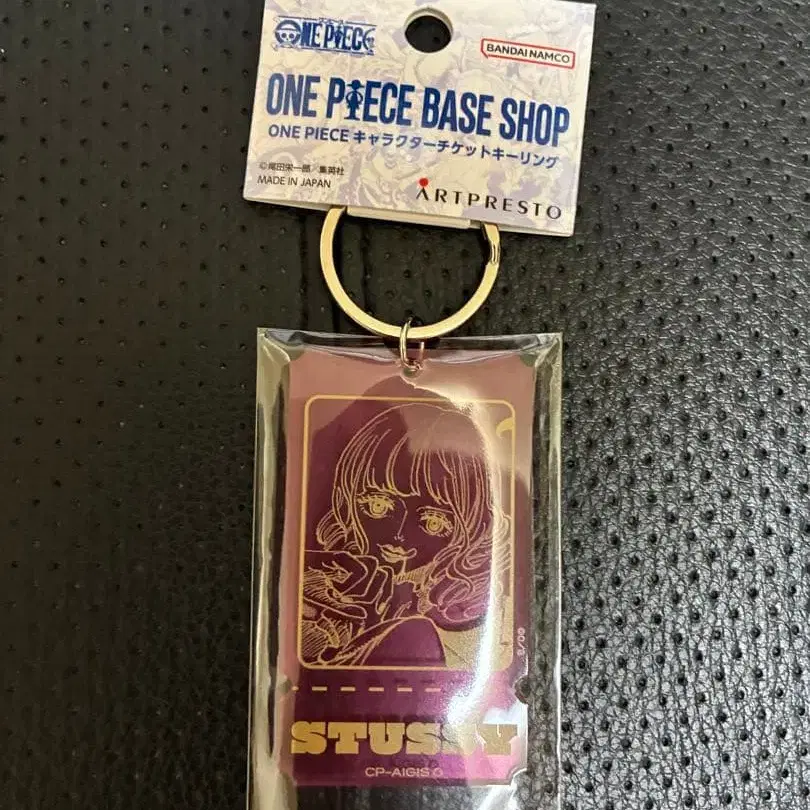 ONE PIECE
BANDAI NAMCO
ONE PIECE BASE SHOP
ONE PIECE キャラクターチケットキーリング
©尾田栄一郎/集英社
MADE IN JAPAN
ARTPRESTO
STUSSY
CP-AIGIS 0